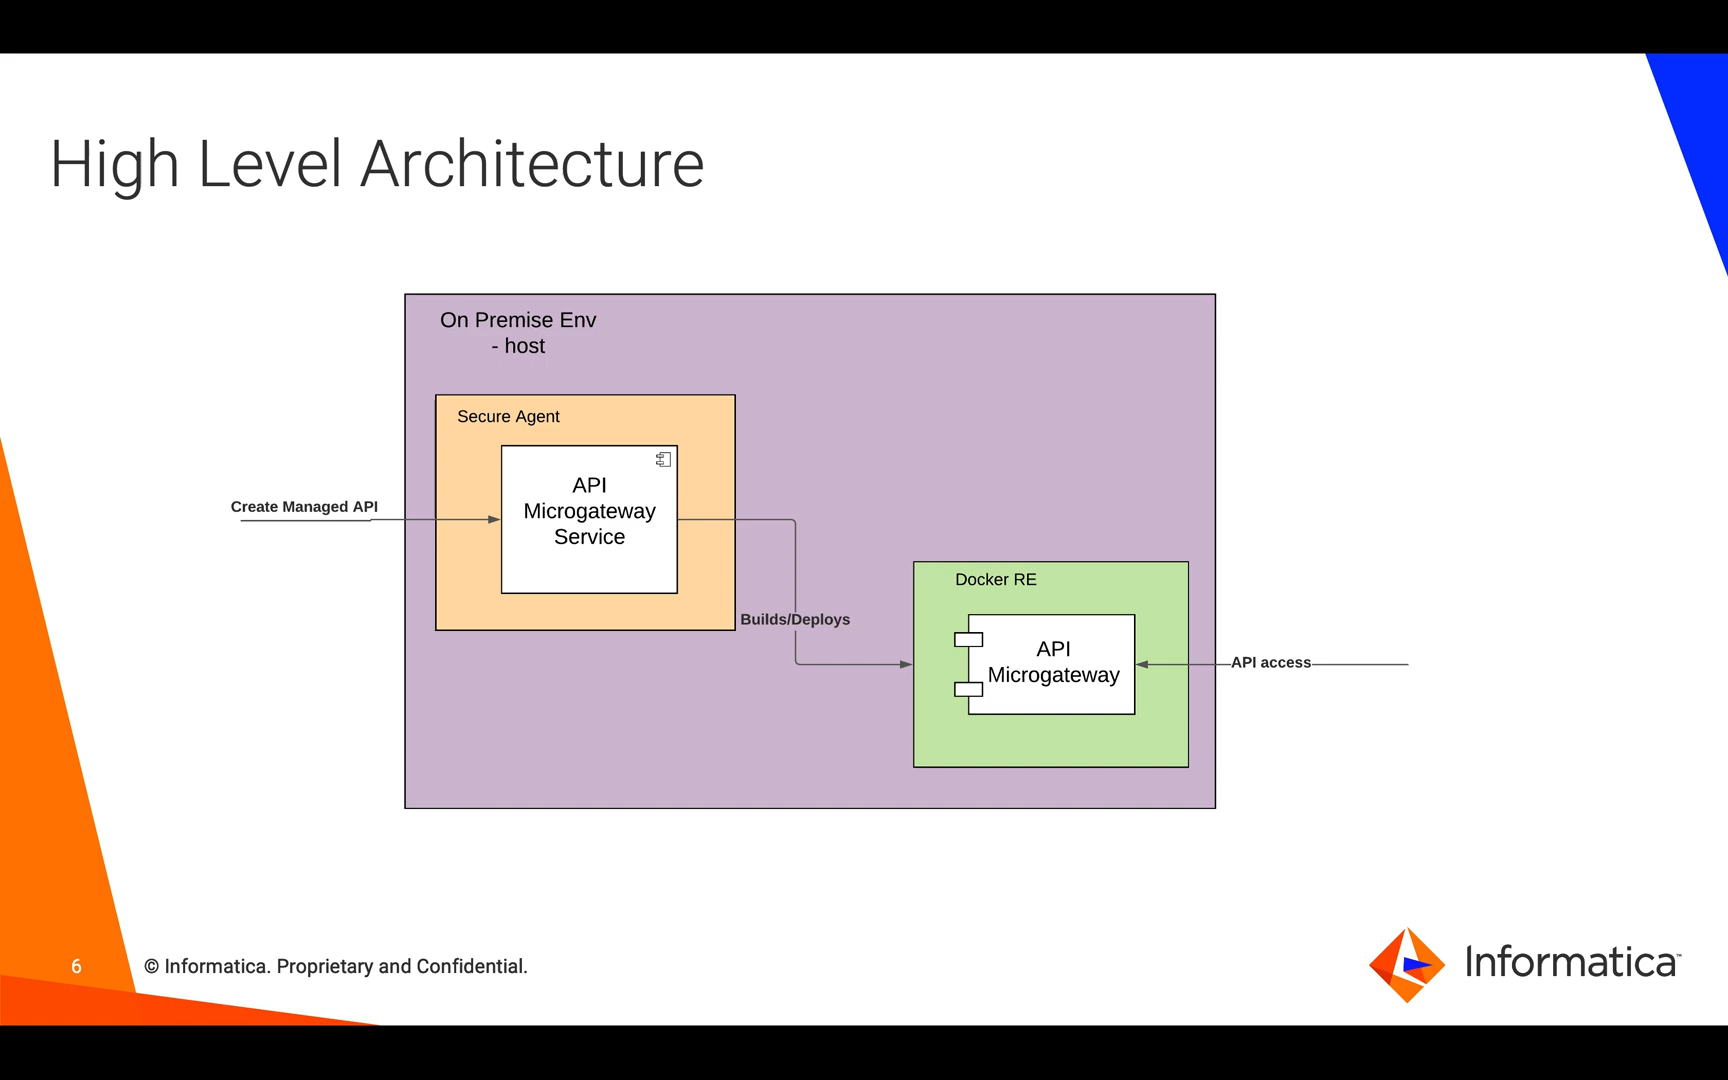 High Level Architecture
On Premise Env
- host
Secure Agent
API
Microgateway
Service
Create Managed API
Builds/Deploys
Docker RE
API
Microgateway
API access
6
© Informatica. Proprietary and Confidential.
Informatica™